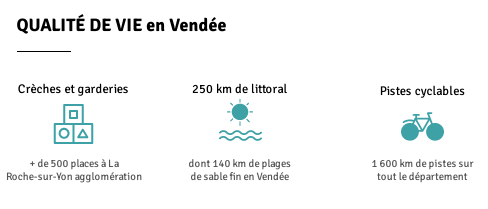 QUALITÉ DE VIE en Vendée
Crèches et garderies
+ de 500 places à La
Roche-sur-Yon agglomération
250 km de littoral
dont 140 km de plages
de sable fin en Vendée
Pistes cyclables
1 600 km de pistes sur
tout le département